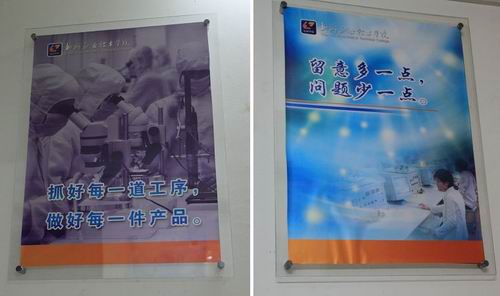 抓好每一道工序，
做好每一件产品。
留意多一点，
问题少一点。